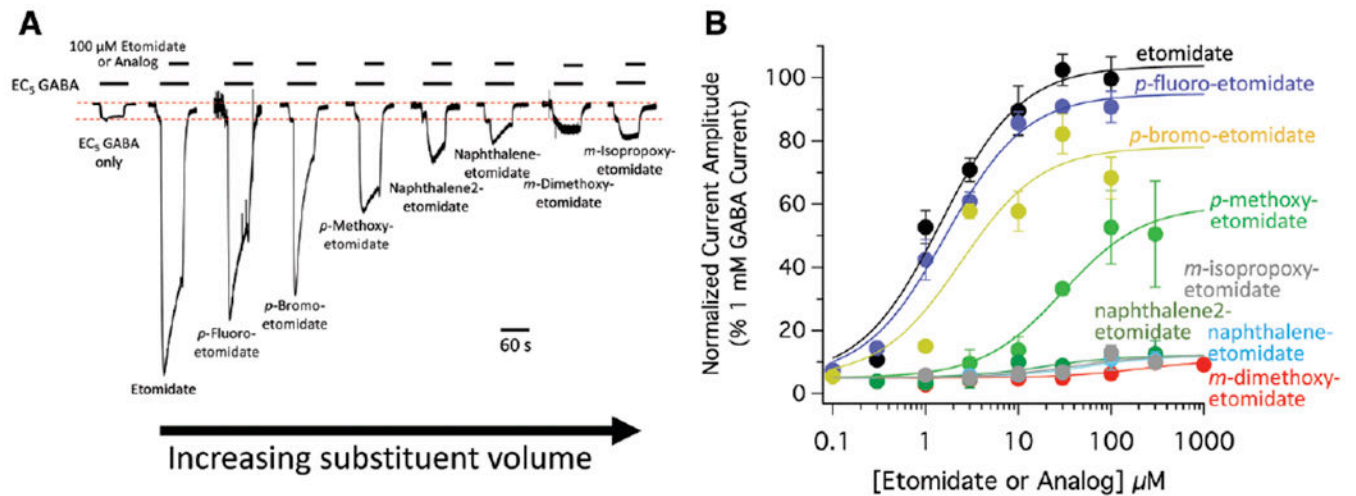 A
100 μM Etomidate
or Analog
EC5 GABA
EC5 GABA
only
Etomidate
p-Fluoro-
etomidate
p-Bromo-
etomidate
p-Methoxy-
etomidate
Naphthalene2-
etomidate
Naphthalene-
etomidate
m-Dimethoxy-
etomidate
m-Isopropoxy-
etomidate
60 s
Increasing substituent volume
B
Normalized Current Amplitude
(% 1 mM GABA Current)
100
80
60
40
20
0
etomidate
p-fluoro-etomidate
p-bromo-etomidate
p-methoxy-
etomidate
m-isopropoxy-
etomidate
naphthalene2-
etomidate
naphthalene-
etomidate
m-dimethoxy-
etomidate
0.1 1 10 100 1000
[Etomidate or Analog] μM